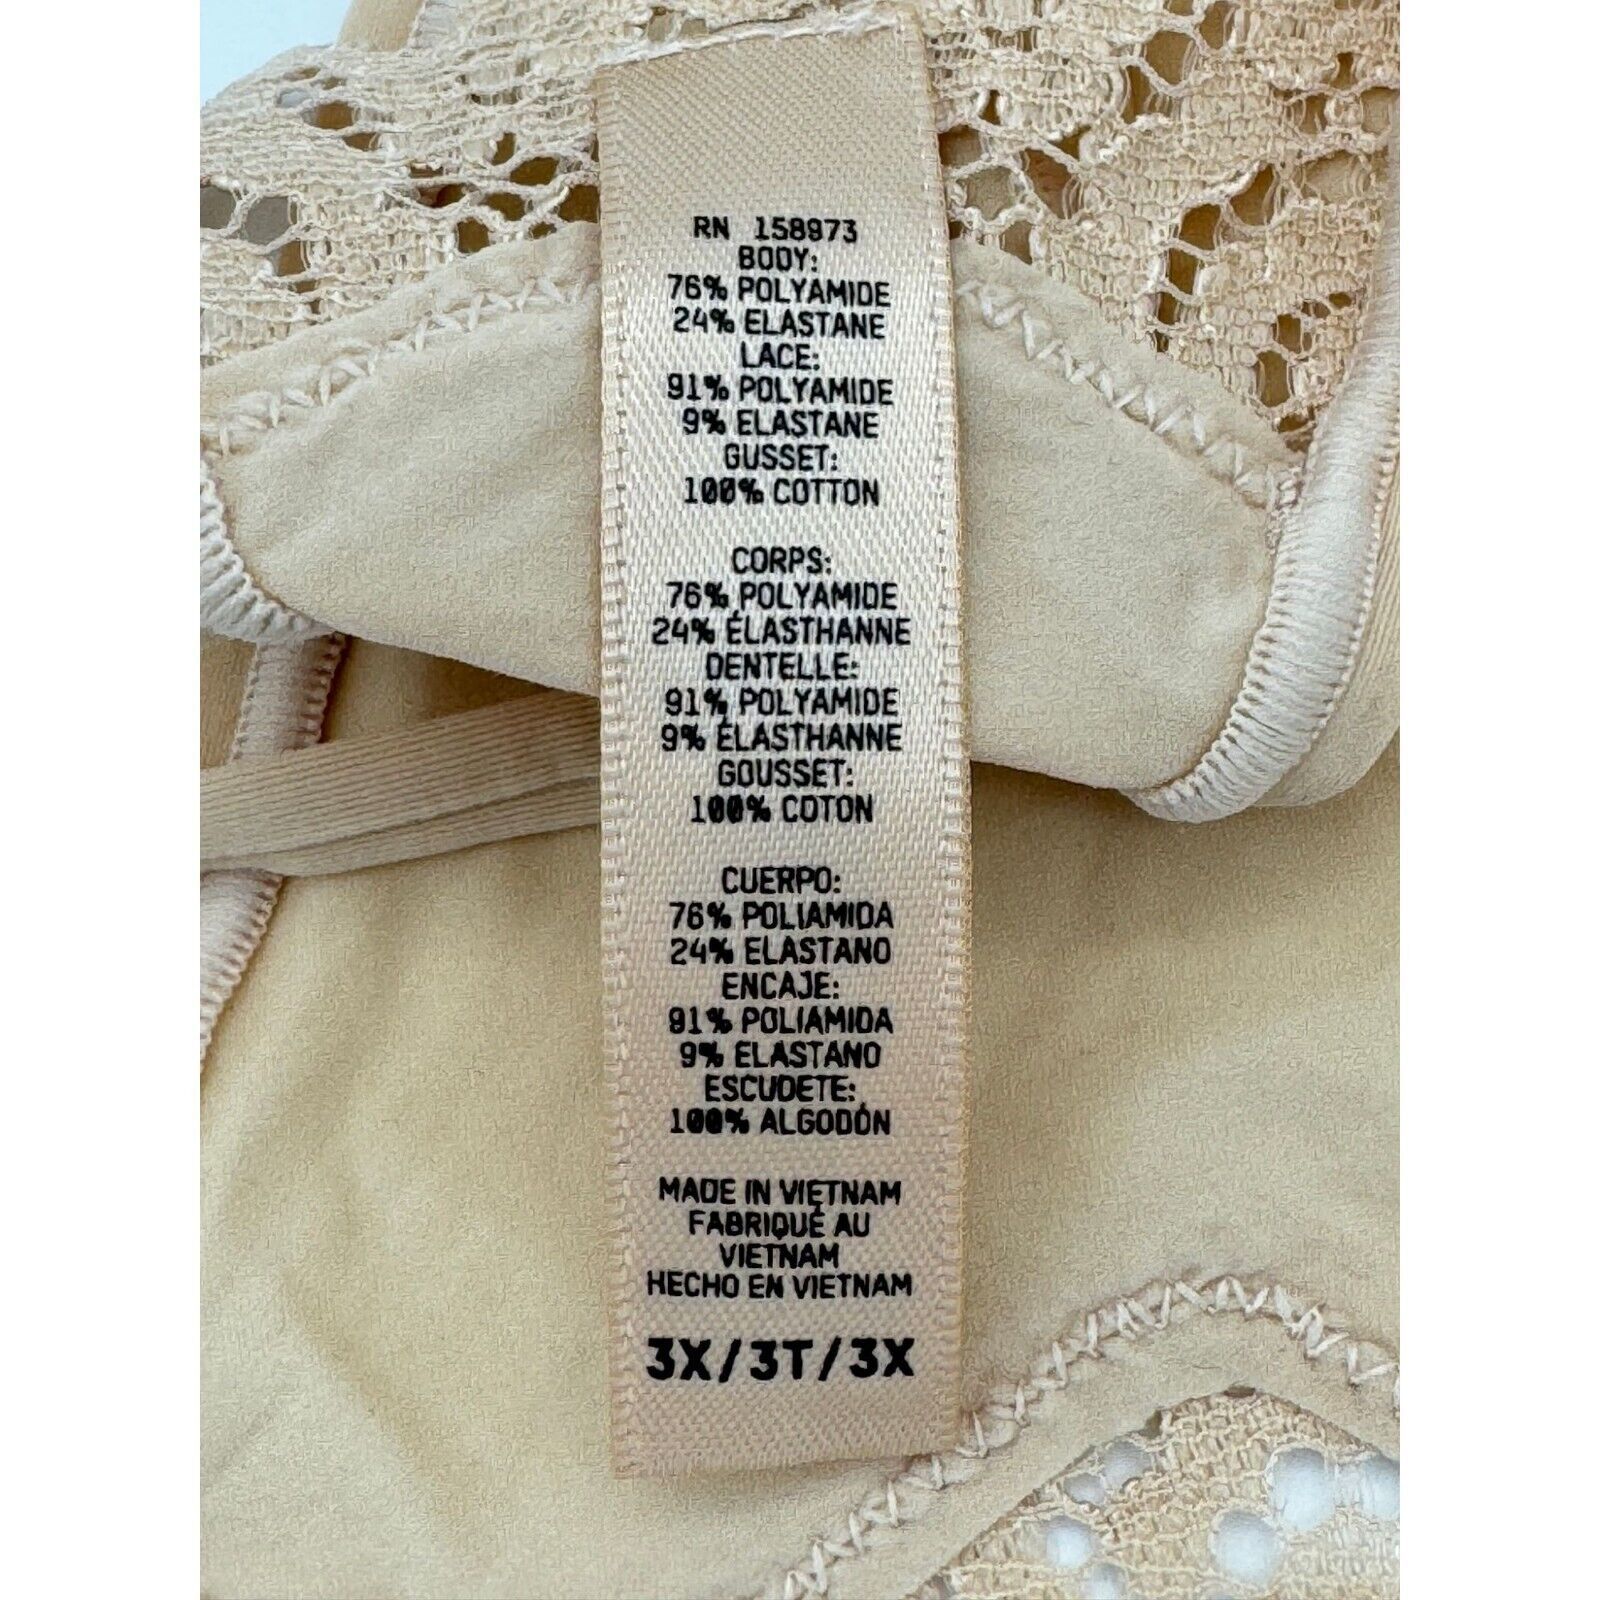 RN 158973
BODY:
76% POLYAMIDE
24% ELASTANE
LACE:
91% POLYAMIDE
9% ELASTANE
GUSSET:
100% COTTON
CORPS:
76% POLYAMIDE
24% ÉLASTHANNE
DENTELLE:
91% POLYAMIDE
9% ÉLASTHANNE
GOUSSET:
100% COTON
CUERPO:
76% POLIAMIDA
24% ELASTANO
ENCAJE:
91% POLIAMIDA
9% ELASTANO
ESCUDETE:
100% ALGODÓN
MADE IN VIETNAM
FABRIQUÉ AU
VIETNAM
HECHO EN VIETNAM
3X/3T/3X